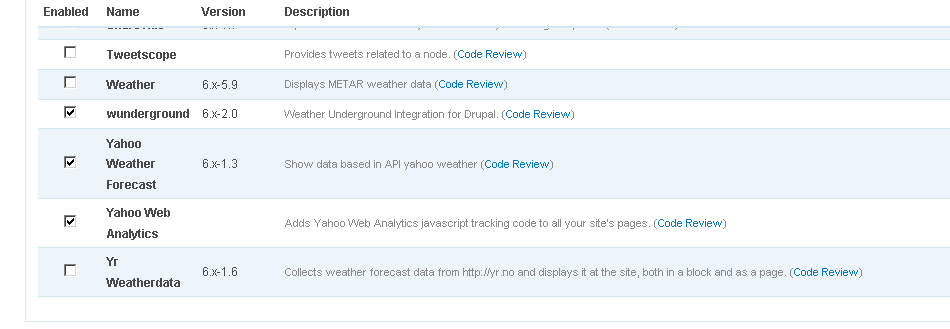 Enabled Name Version Description
Tweetscope Provides tweets related to a node. (Code Review)
Weather 6.x-5.9 Displays METAR weather data (Code Review)
wunderground 6.x-2.0 Weather Underground Integration for Drupal. (Code Review)
Yahoo
Weather 6.x-1.3 Show data based in API yahoo weather (Code Review)
Forecast
Yahoo Web
Analytics Adds Yahoo Web Analytics javascript tracking code to all your site's pages. (Code Review)
Yr
Weatherdata 6.x-1.6 Collects weather forecast data from http://yr.no and displays it at the site, both in a block and as a page. (Code Review)